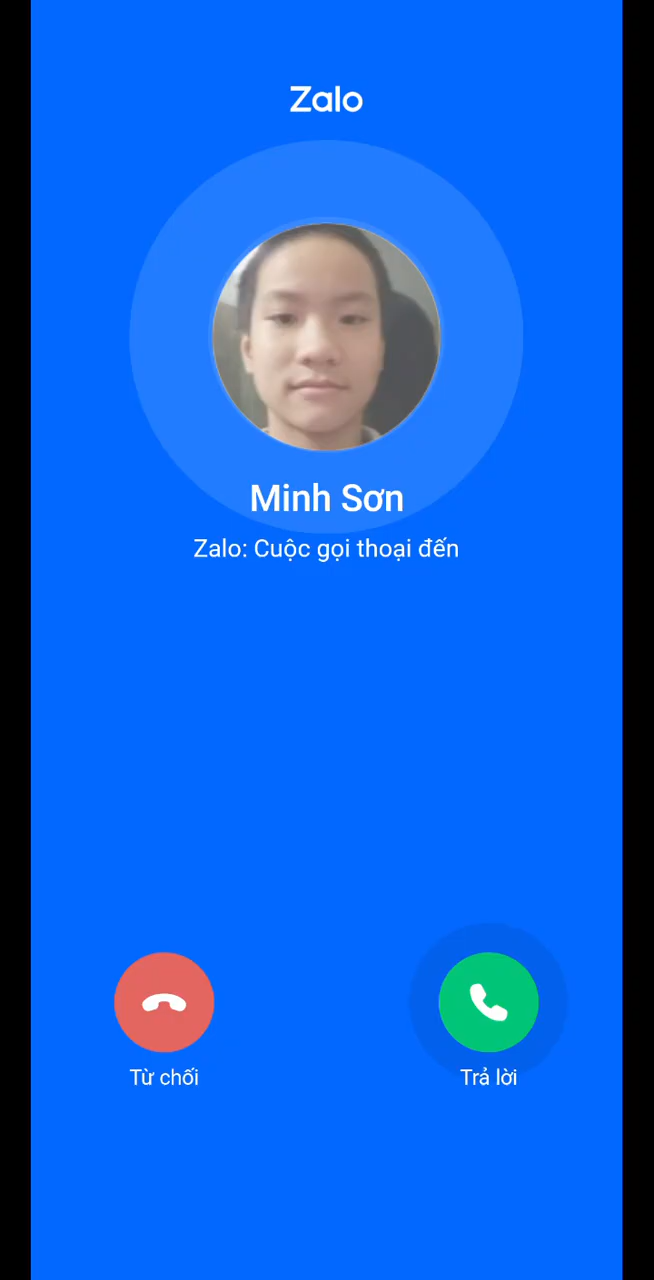 Zalo
Minh Sơn
Zalo: Cuộc gọi thoại đến
Từ chối
Trả lời